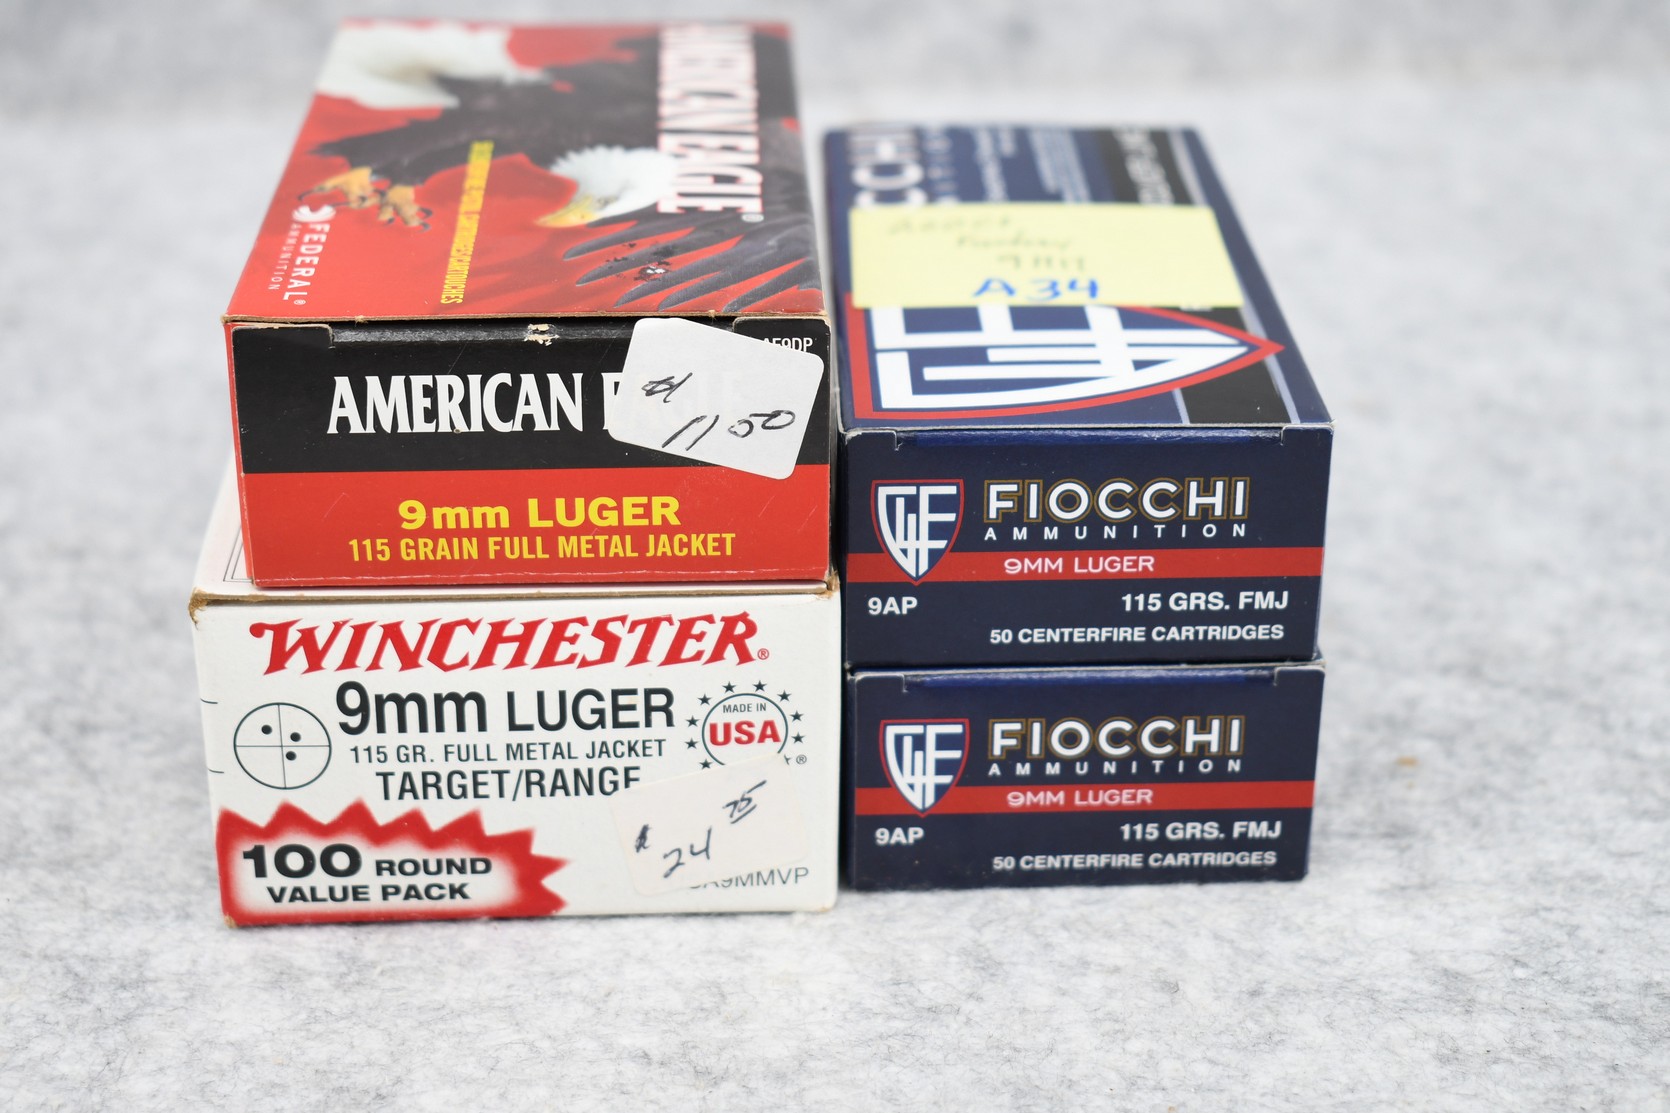 AMERICAN EAGLE®
FEDERAL®
AMMUNITION
AE9DP
AMERICAN
$ 11 50
9mm LUGER
115 GRAIN FULL METAL JACKET
WINCHESTER®
9mm LUGER
115 GR. FULL METAL JACKET
TARGET/RANGE
MADE IN
USA
®
100 ROUND
VALUE PACK
$ 24 75
A9MMVP
A34
FIOCCHI
AMMUNITION
9MM LUGER
9AP
115 GRS. FMJ
50 CENTERFIRE CARTRIDGES
FIOCCHI
AMMUNITION
9MM LUGER
9AP
115 GRS. FMJ
50 CENTERFIRE CARTRIDGES